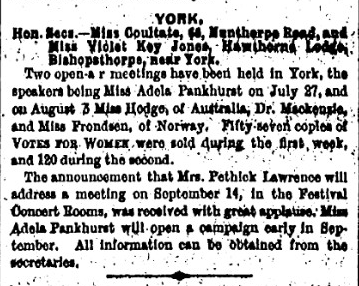 YORK.
Hon. Secs.—Miss Coultate, 66, Nunthorpe Road, and
Miss Violet Key Jones, Hawthorne Lodge,
Bishopsthorpe, near York.
Two open-a r meetings have been held in York, the
speakers being Miss Adela Pankhurst on July 27, and
on August 3 Miss Hodge, of Australia, Dr. Mackenzie,
and Miss Frondsen, of Norway. Fifty-seven copies of
VOTES FOR WOMEN were sold during the first week,
and 120 during the second.
The announcement that Mrs. Pethick Lawrence will
address a meeting on September 14, in the Festival
Concert Rooms, was received with great applause. Miss
Adela Pankhurst will open a campaign early in Sep-
tember. All information can be obtained from the
secretaries.